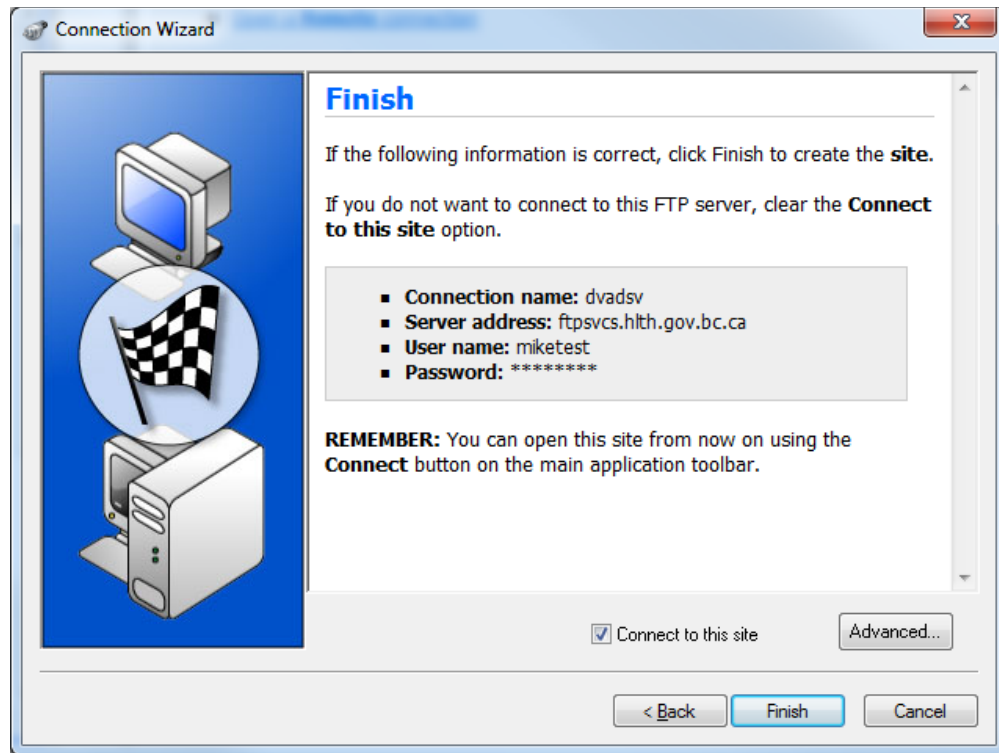 Connection Wizard
Finish
If the following information is correct, click Finish to create the site.
If you do not want to connect to this FTP server, clear the Connect
to this site option.
▪ Connection name: dvadsv
▪ Server address: ftpsvcs.hlth.gov.bc.ca
▪ User name: miketest
▪ Password: ********
REMEMBER: You can open this site from now on using the
Connect button on the main application toolbar.
Connect to this site
Advanced...
< Back
Finish
Cancel